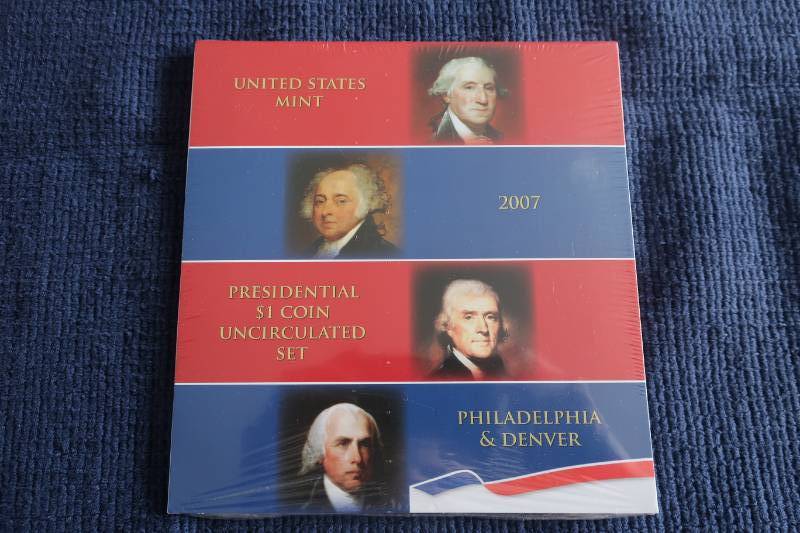 UNITED STATES
MINT
2007
PRESIDENTIAL
$1 COIN
UNCIRCULATED
SET
PHILADELPHIA
& DENVER